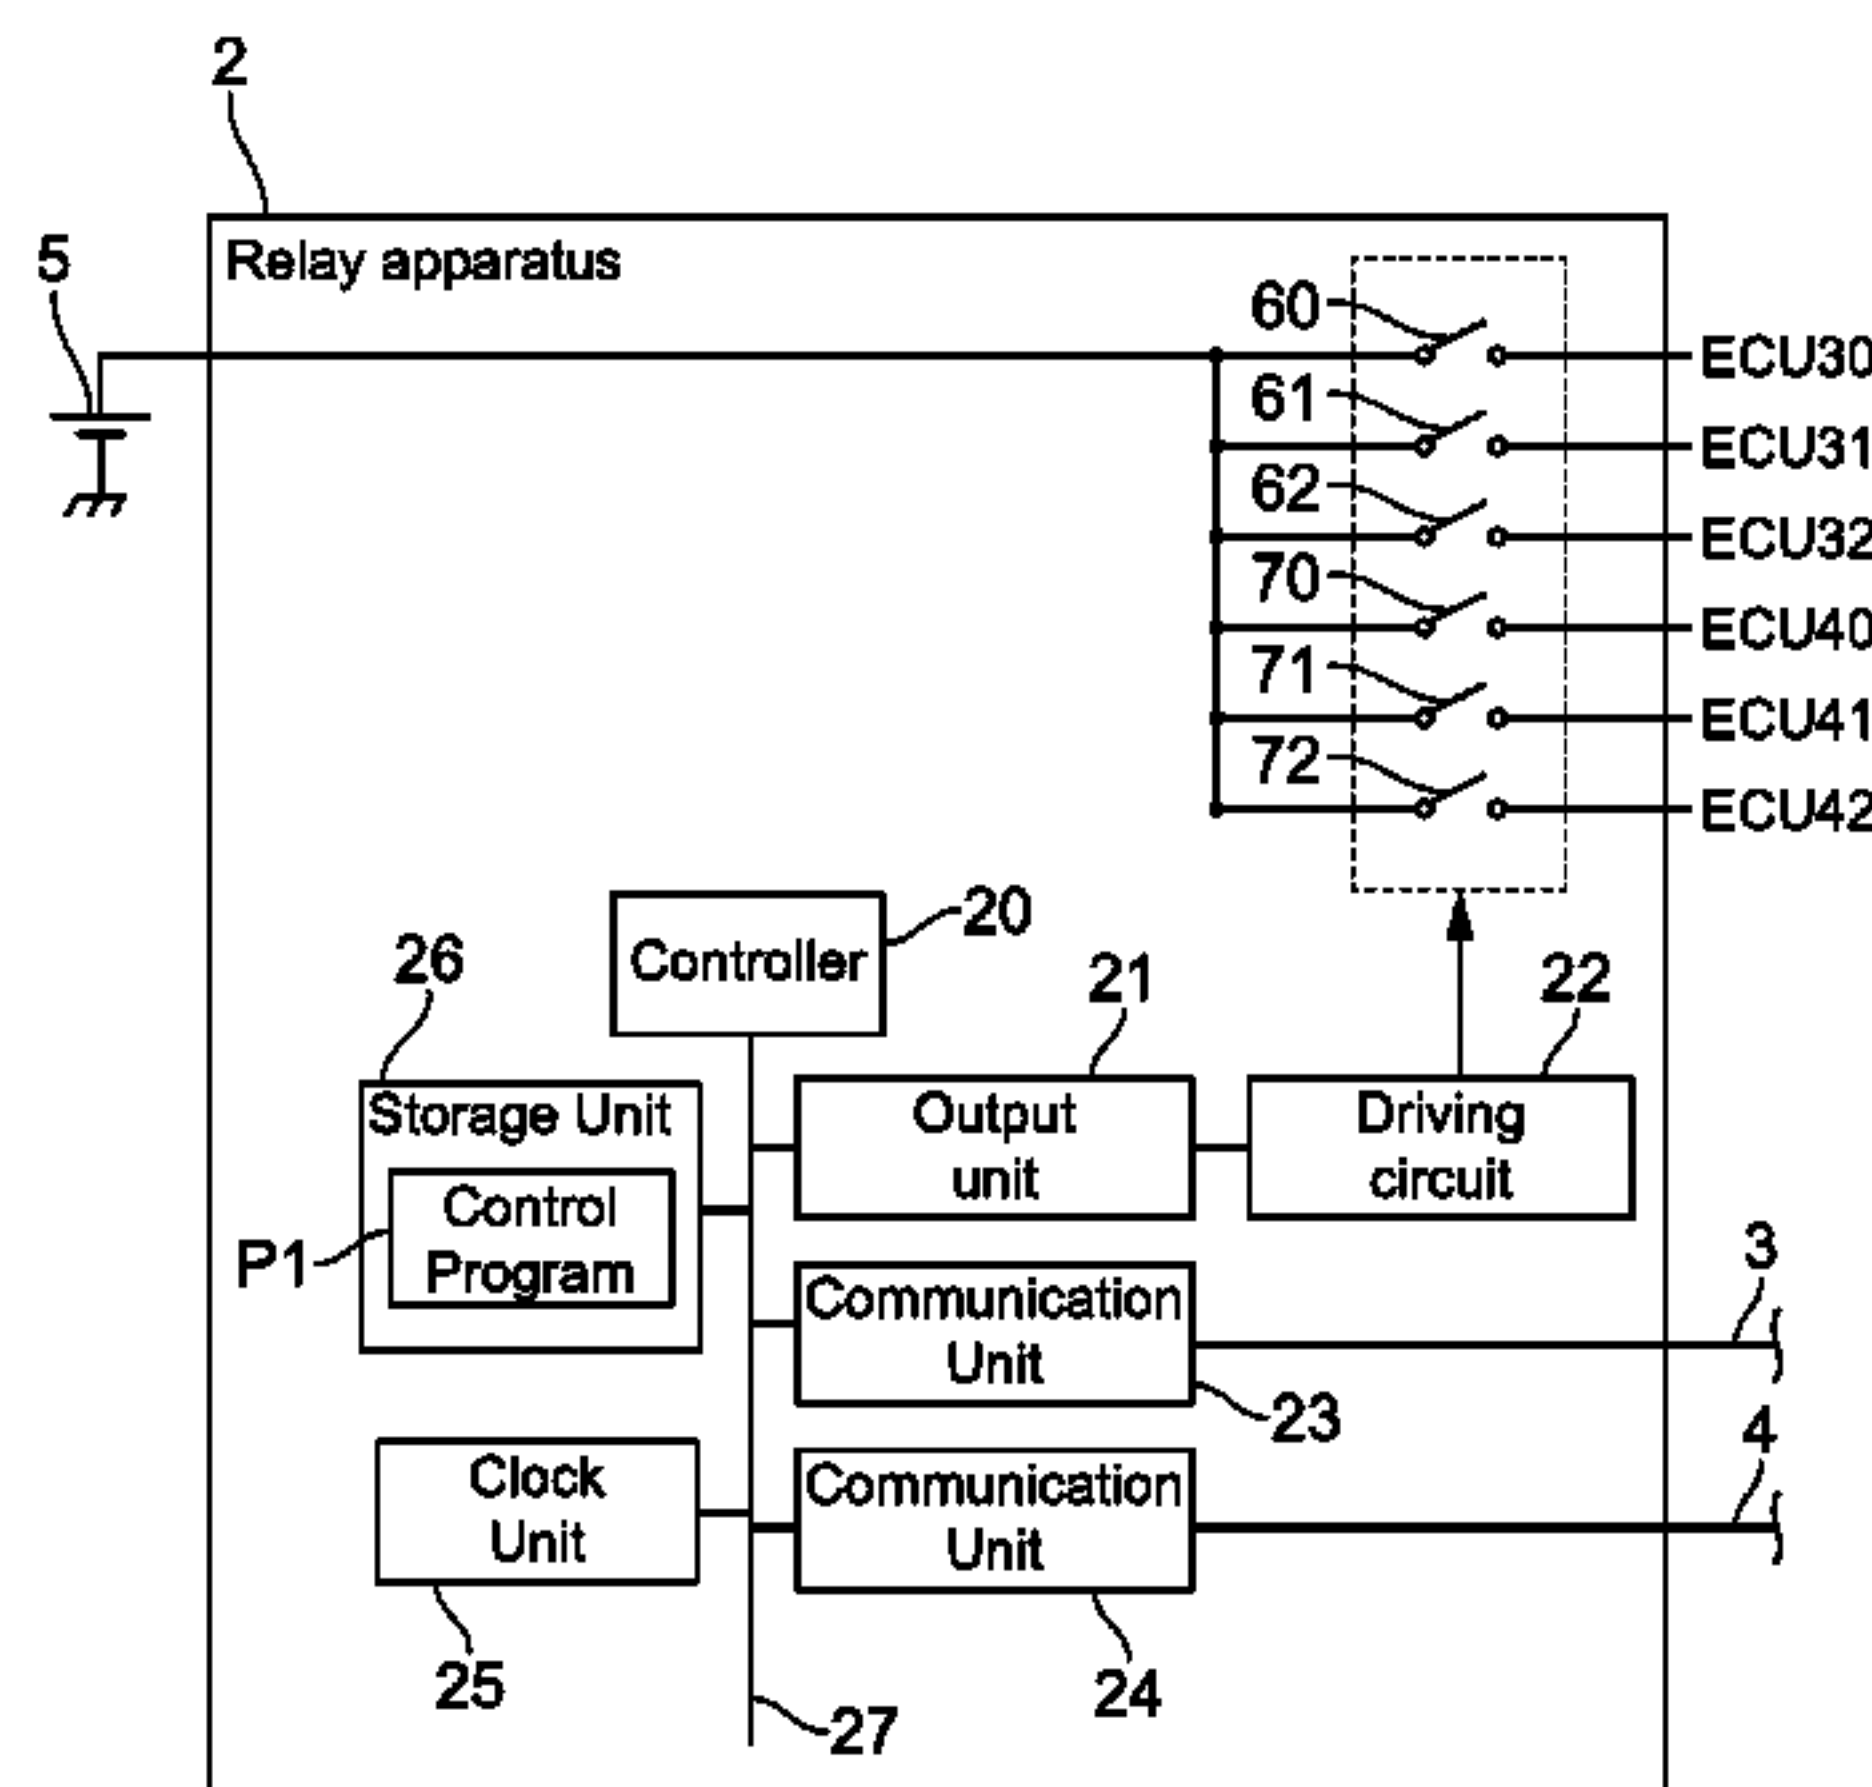 2
5
Relay apparatus
60
ECU30
61
ECU31
62
ECU32
70
ECU40
71
ECU41
72
ECU42
20
Controller
26
21
22
Storage Unit
Control
Program
P1
Output
unit
Driving
circuit
3
Communication
Unit
23
4
Clock
Unit
Communication
Unit
25
24
27